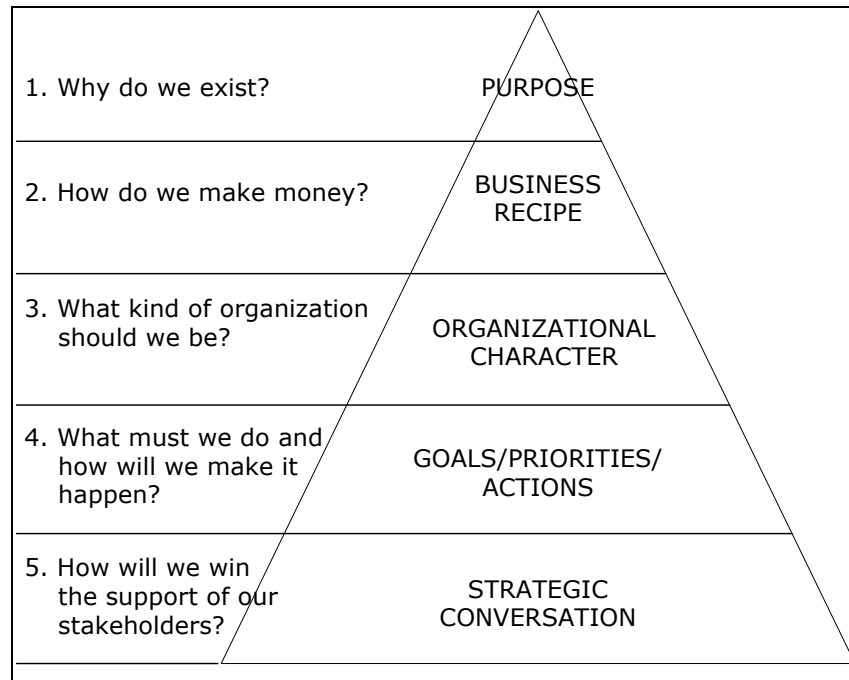 1. Why do we exist?
PURPOSE
2. How do we make money?
BUSINESS
RECIPE
3. What kind of organization
should we be?
ORGANIZATIONAL
CHARACTER
4. What must we do and
how will we make it
happen?
GOALS/PRIORITIES/
ACTIONS
5. How will we win
the support of our
stakeholders?
STRATEGIC
CONVERSATION